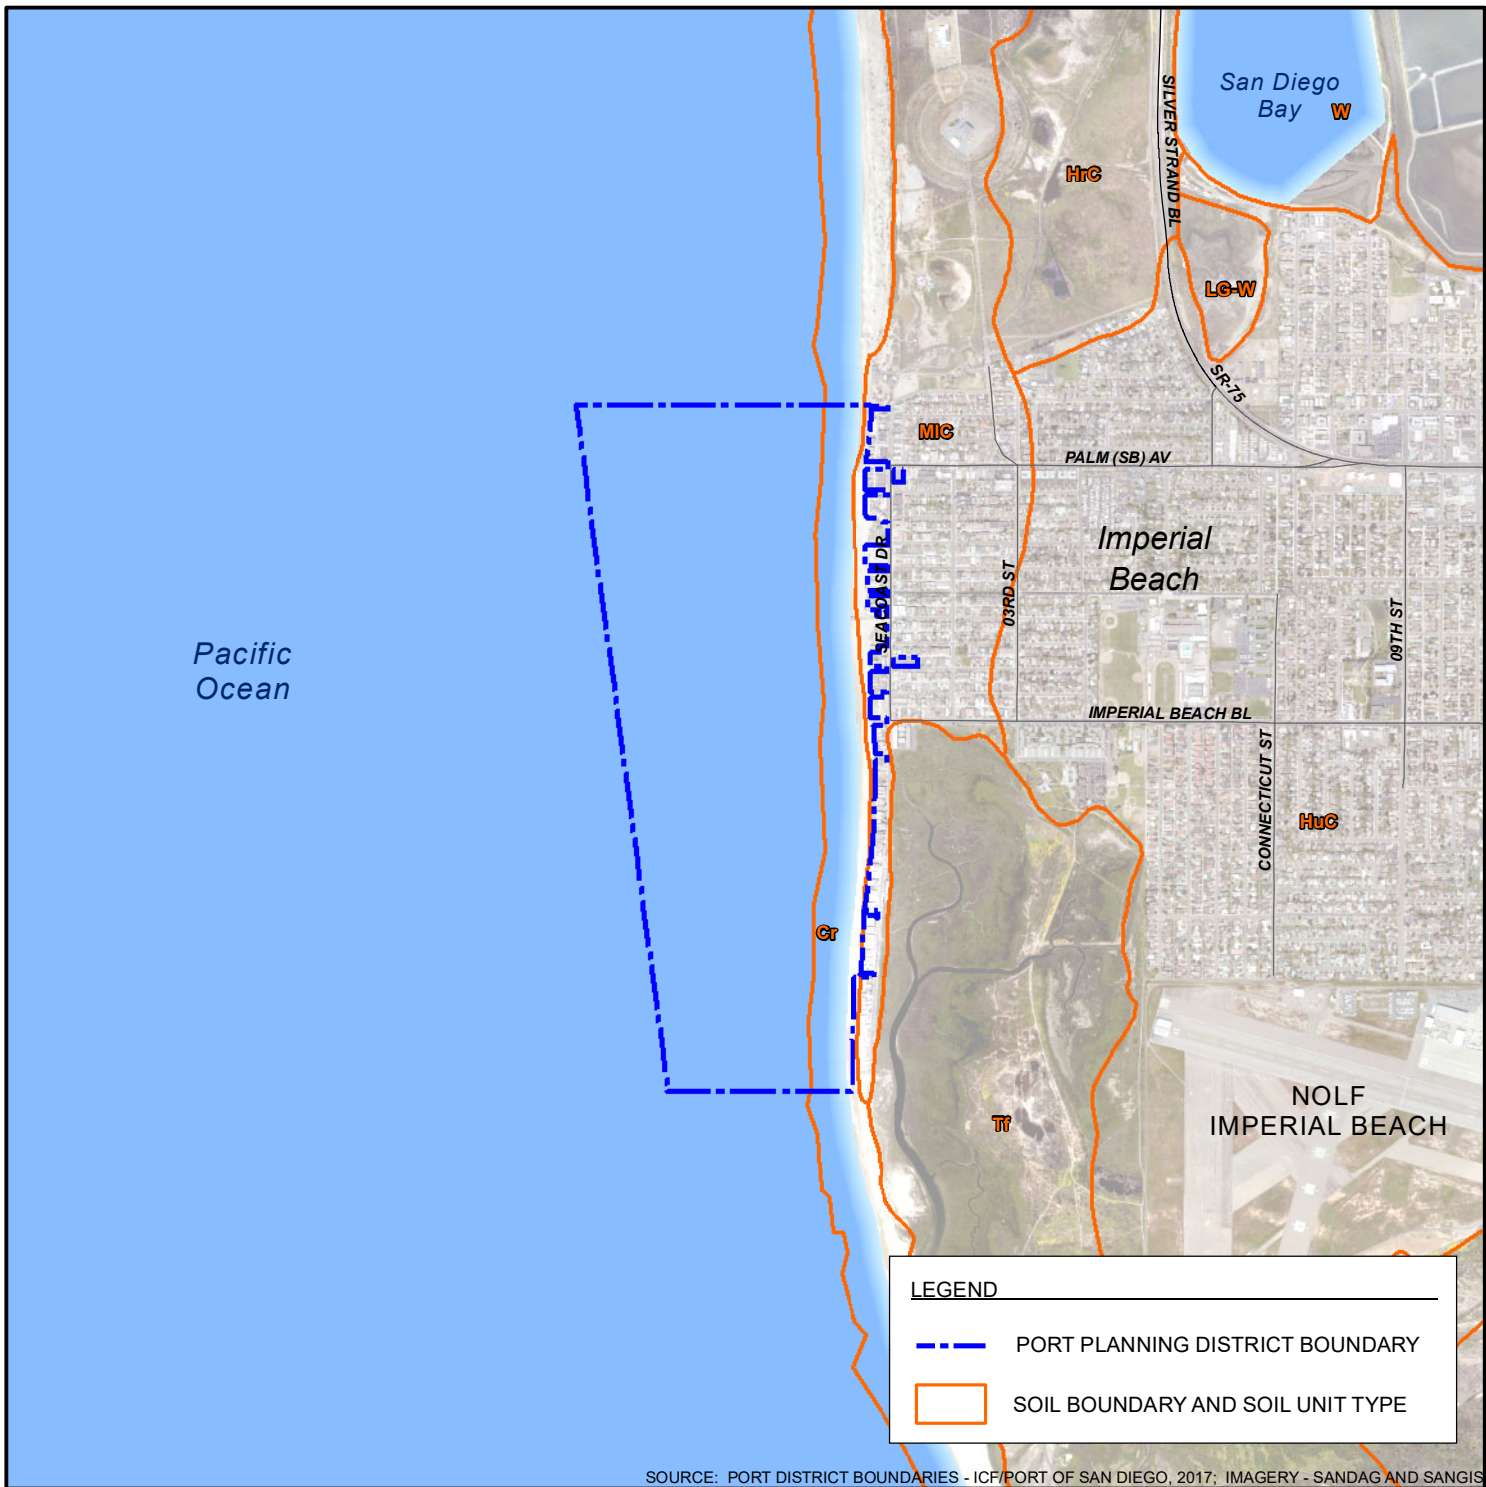 San Diego
Bay
W
SILVER STRAND BL
HrC
LG-W
SR-75
MlC
PALM (SB) AV
Imperial
Beach
SEACOAST DR
03RD ST
09TH ST
Pacific
Ocean
IMPERIAL BEACH BL
CONNECTICUT ST
HuC
Cr
Tf
NOLF
IMPERIAL BEACH
LEGEND
PORT PLANNING DISTRICT BOUNDARY
SOIL BOUNDARY AND SOIL UNIT TYPE
SOURCE: PORT DISTRICT BOUNDARIES - ICF/PORT OF SAN DIEGO, 2017; IMAGERY - SANDAG AND SANGIS